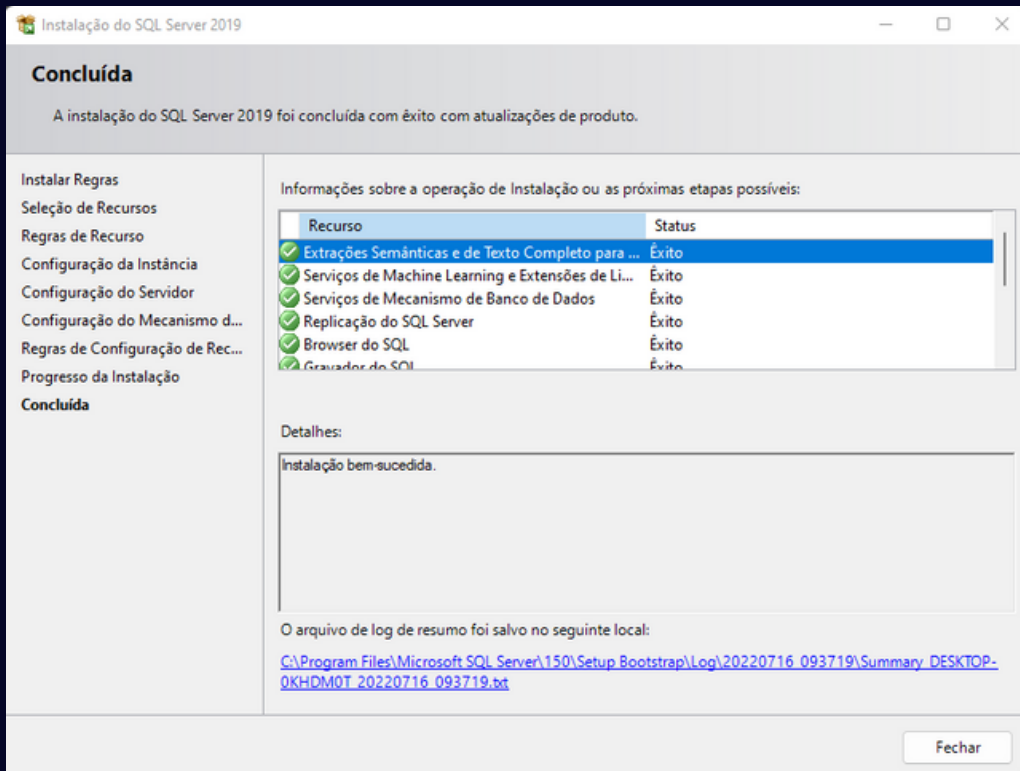 Instalação do SQL Server 2019
Concluída
A instalação do SQL Server 2019 foi concluída com êxito com atualizações de produto.
Instalar Regras
Seleção de Recursos
Regras de Recurso
Configuração da Instância
Configuração do Servidor
Configuração do Mecanismo d...
Regras de Configuração de Rec...
Progresso da Instalação
Concluída
Informações sobre a operação de Instalação ou as próximas etapas possíveis:
Recurso Status
Extrações Semânticas e de Texto Completo para ... Êxito
Serviços de Machine Learning e Extensões de Li... Êxito
Serviços de Mecanismo de Banco de Dados Êxito
Replicação do SQL Server Êxito
Browser do SQL Êxito
Gravador do SQL Êxito
Detalhes:
Instalação bem-sucedida.
O arquivo de log de resumo foi salvo no seguinte local:
C:\Program Files\Microsoft SQL Server\150\Setup Bootstrap\Log\20220716_093719\Summary_DESKTOP-
0KHDM0T_20220716_093719.txt
Fechar